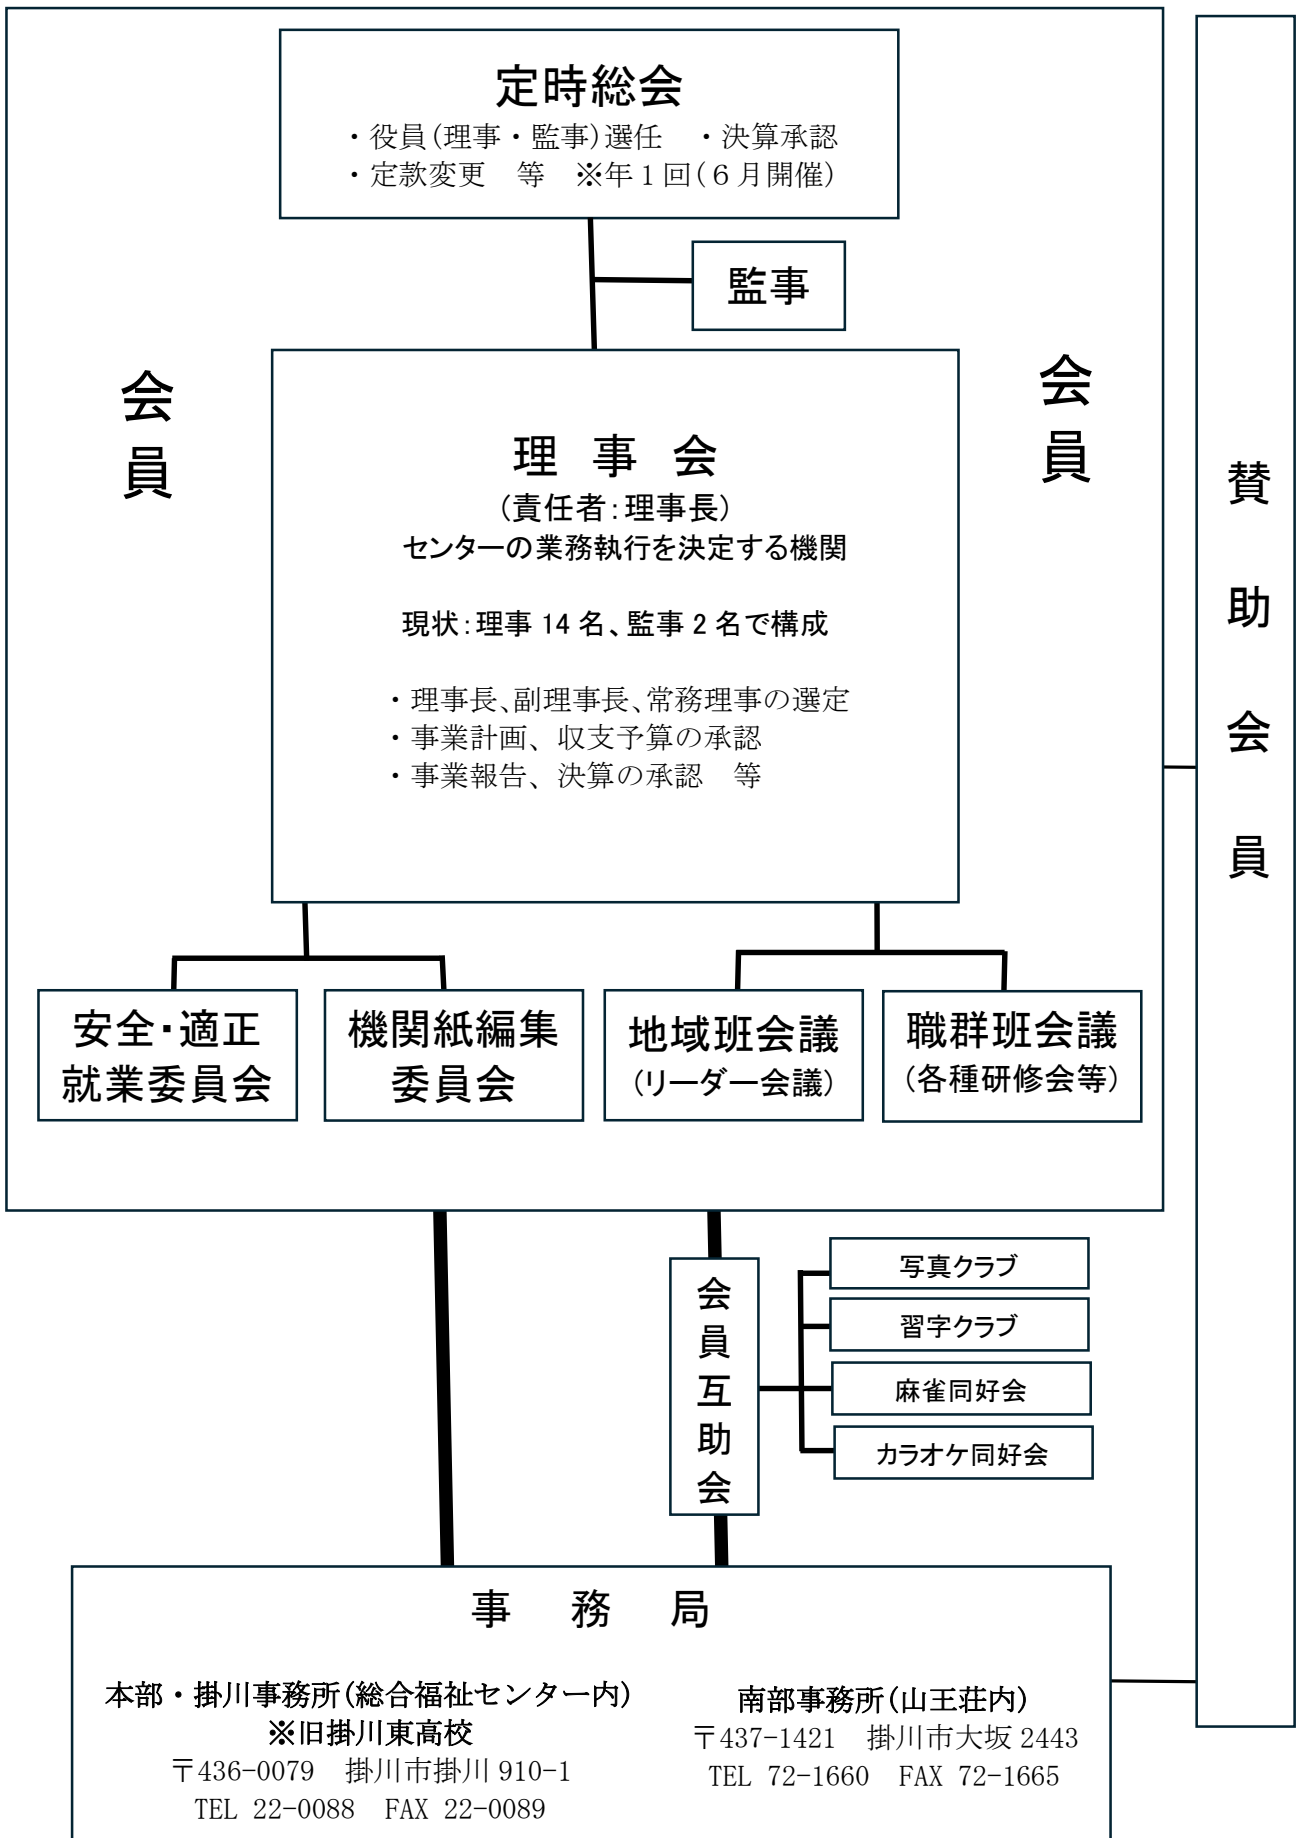 定時総会
・役員(理事・監事)選任　・決算承認
・定款変更　等　※年１回(６月開催)
監事
会員
会員
理　事　会
(責任者:理事長)
センターの業務執行を決定する機関
現状:理事 14 名、監事 2 名で構成
・理事長、副理事長、常務理事の選定
・事業計画、収支予算の承認
・事業報告、決算の承認　等
賛助会員
安全・適正
就業委員会
機関紙編集
委員会
地域班会議
(リーダー会議)
職群班会議
(各種研修会等)
会員互助会
写真クラブ
習字クラブ
麻雀同好会
カラオケ同好会
事　務　局
本部・掛川事務所(総合福祉センター内)
※旧掛川東高校
〒436-0079　掛川市掛川 910-1
TEL 22-0088　FAX 22-0089
南部事務所(山王荘内)
〒437-1421　掛川市大坂 2443
TEL 72-1660　FAX 72-1665